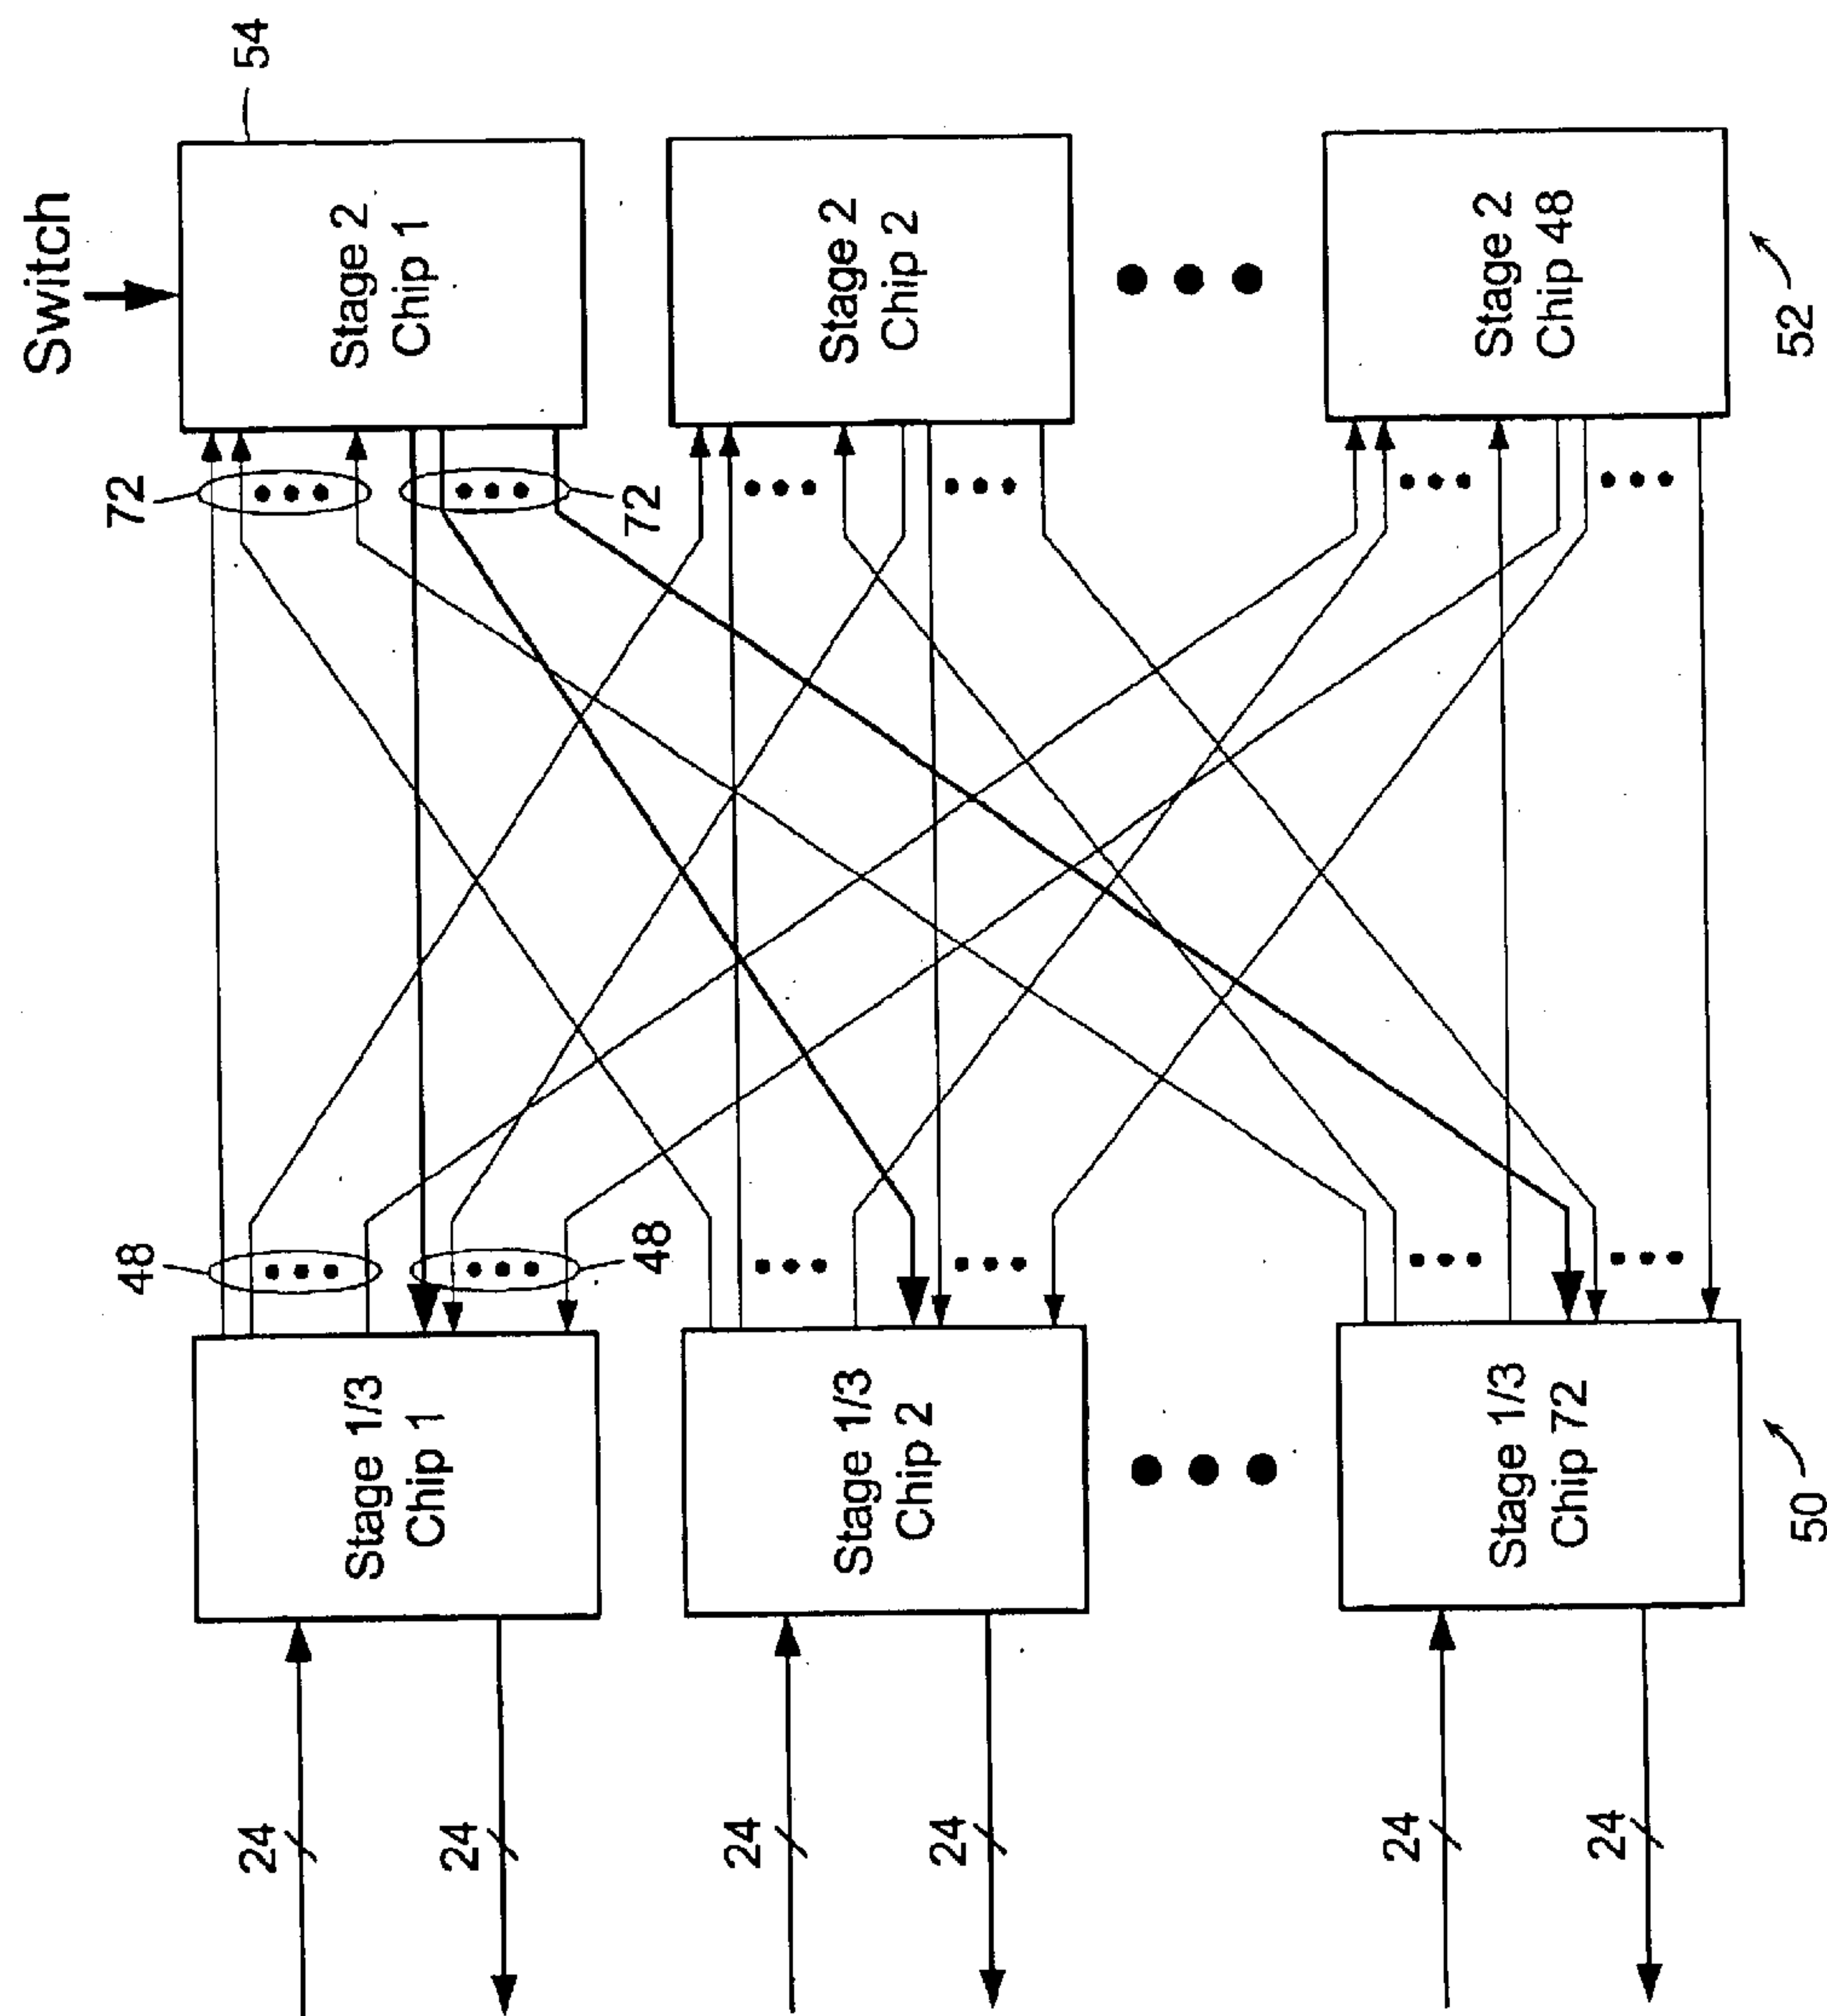 Switch
54
Stage 2
Chip 1
72
72
Stage 2
Chip 2
Stage 2
Chip 48
52
48
48
Stage 1/3
Chip 1
Stage 1/3
Chip 2
Stage 1/3
Chip 72
50
24
24
24
24
24
24